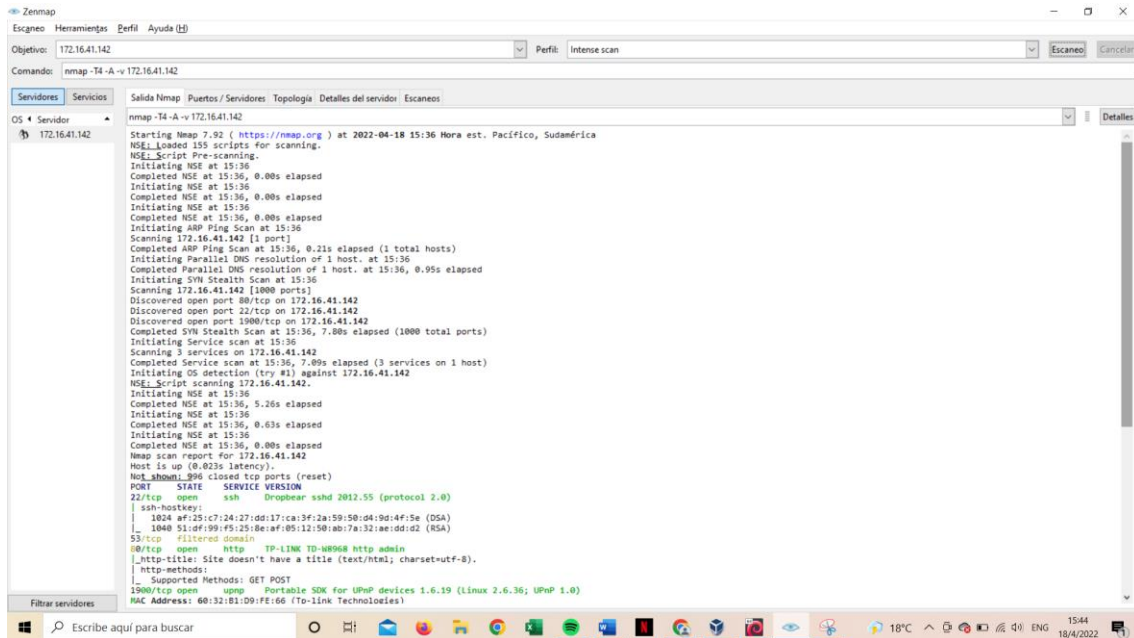 Zenmap
Escaneo Herramientas Perfil Ayuda (H)
Objetivo: 172.16.41.142 Perfil: Intense scan Escaneo Cancelar
Comando: nmap -T4 -A -v 172.16.41.142
Servidores Servicios Salida Nmap Puertos / Servidores Topología Detalles del servidor Escaneos
OS Servidor nmap -T4 -A -v 172.16.41.142 Detalles
172.16.41.142
Starting Nmap 7.92 ( https://nmap.org ) at 2022-04-18 15:36 Hora est. Pacífico, Sudamérica
NSE: Loaded 155 scripts for scanning.
NSE: Script Pre-scanning.
Initiating NSE at 15:36
Completed NSE at 15:36, 0.00s elapsed
Initiating NSE at 15:36
Completed NSE at 15:36, 0.00s elapsed
Initiating NSE at 15:36
Completed NSE at 15:36, 0.00s elapsed
Initiating ARP Ping Scan at 15:36
Scanning 172.16.41.142 [1 port]
Completed ARP Ping Scan at 15:36, 0.21s elapsed (1 total hosts)
Initiating Parallel DNS resolution of 1 host. at 15:36
Completed Parallel DNS resolution of 1 host. at 15:36, 0.95s elapsed
Initiating SYN Stealth Scan at 15:36
Scanning 172.16.41.142 [1000 ports]
Discovered open port 80/tcp on 172.16.41.142
Discovered open port 22/tcp on 172.16.41.142
Discovered open port 1900/tcp on 172.16.41.142
Completed SYN Stealth Scan at 15:36, 7.80s elapsed (1000 total ports)
Initiating Service scan at 15:36
Scanning 3 services on 172.16.41.142
Completed Service scan at 15:36, 7.09s elapsed (3 services on 1 host)
Initiating OS detection (try #1) against 172.16.41.142
NSE: Script scanning 172.16.41.142.
Initiating NSE at 15:36
Completed NSE at 15:36, 5.26s elapsed
Initiating NSE at 15:36
Completed NSE at 15:36, 0.63s elapsed
Initiating NSE at 15:36
Completed NSE at 15:36, 0.00s elapsed
Nmap scan report for 172.16.41.142
Host is up (0.023s latency).
Not shown: 996 closed tcp ports (reset)
PORT STATE SERVICE VERSION
22/tcp open ssh Dropbear sshd 2012.55 (protocol 2.0)
| ssh-hostkey:
| 1024 af:25:c7:24:27:dd:17:ca:3f:2a:59:50:d4:9d:4f:5e (DSA)
|_ 1040 51:df:99:f5:25:8e:af:05:12:50:ab:7a:32:ae:dd:d2 (RSA)
53/tcp filtered domain
80/tcp open http TP-LINK TD-W8968 http admin
|_http-title: Site doesn't have a title (text/html; charset=utf-8).
| http-methods:
|_ Supported Methods: GET POST
1900/tcp open upnp Portable SDK for UPnP devices 1.6.19 (Linux 2.6.36; UPnP 1.0)
MAC Address: 60:32:B1:D9:FE:66 (Tp-link Technologies)
Filtrar servidores
Escribe aquí para buscar 18°C ENG 15:44
18/4/2022